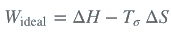 W_ideal = ΔH − T_σ ΔS